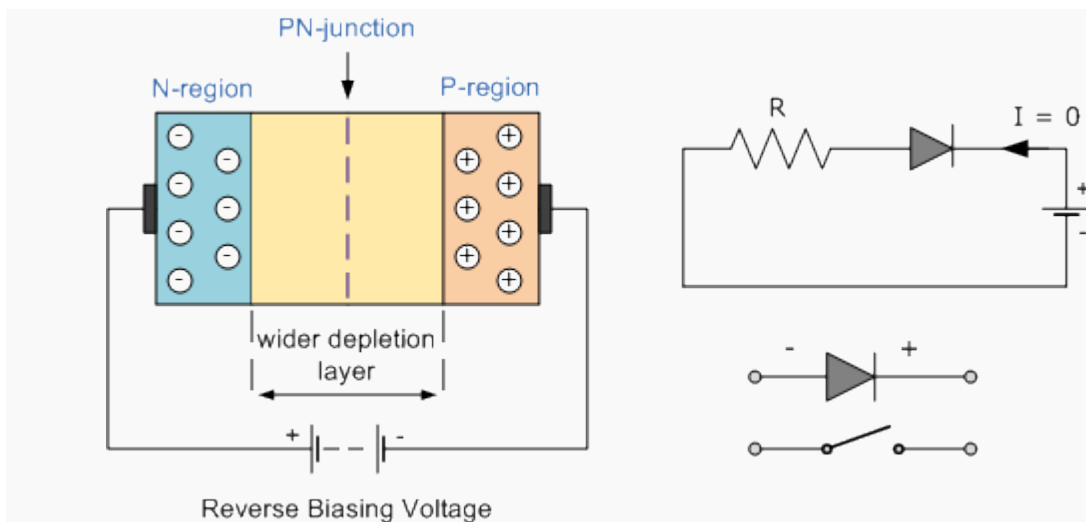 PN-junction
N-region
P-region
wider depletion
layer
+
-
Reverse Biasing Voltage
R
I = 0
+
-
-
+